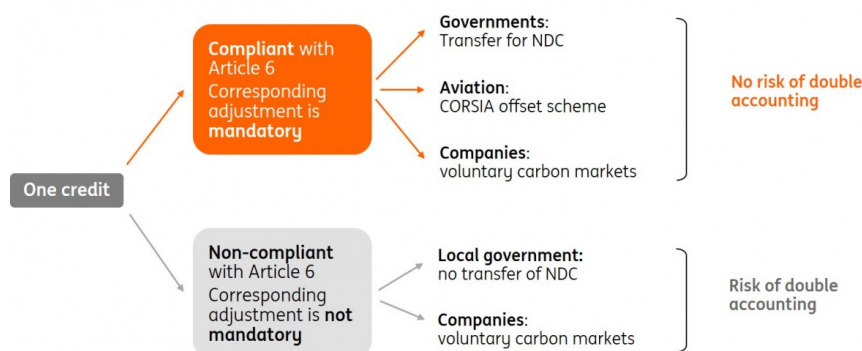 One credit
Compliant with
Article 6
Corresponding
adjustment is
mandatory
Governments:
Transfer for NDC
Aviation:
CORSIA offset scheme
Companies:
voluntary carbon markets
No risk of double
accounting
Non-compliant
with Article 6
Corresponding
adjustment is not
mandatory
Local government:
no transfer of NDC
Companies:
voluntary carbon markets
Risk of double
accounting